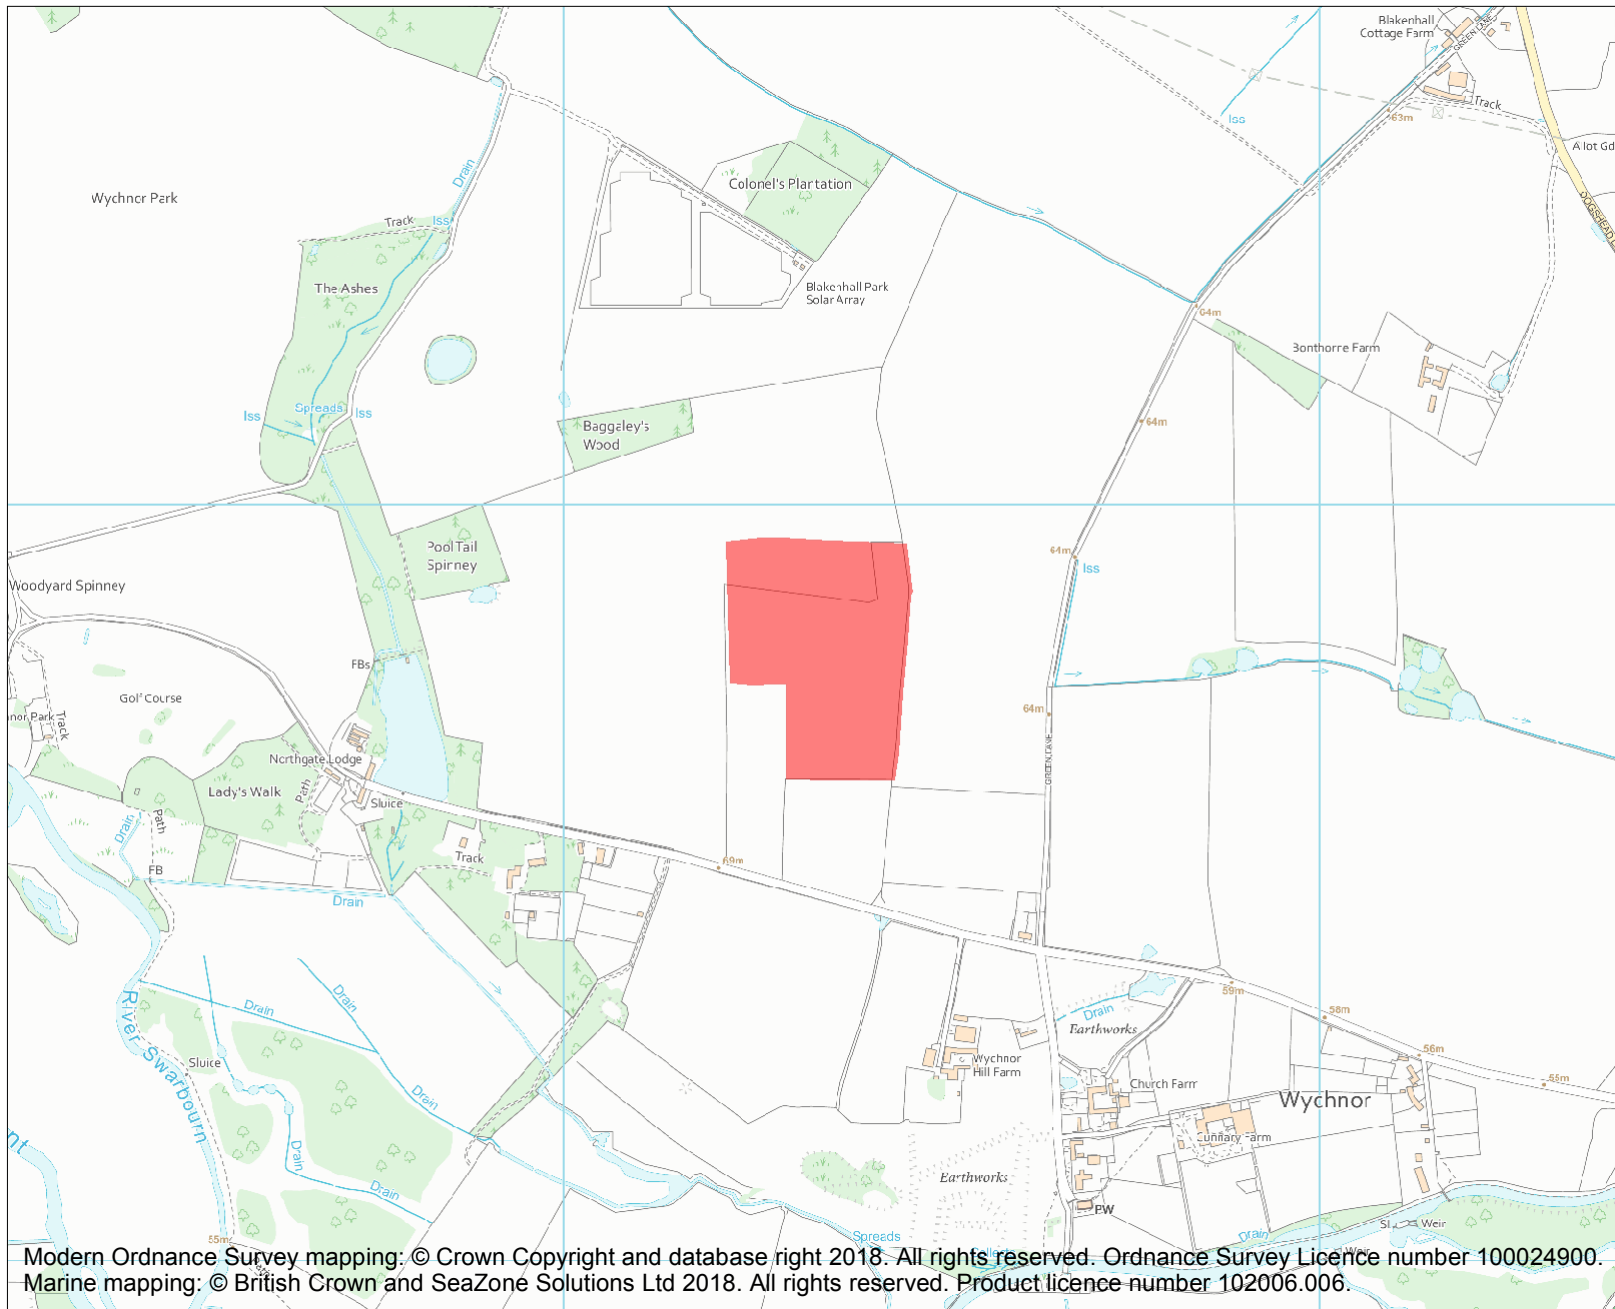 Blakenhall
Cottage Farm
GREEN LANE
Track
63m
Iss
DOGSHEAD
Drain
Colonel's Plantation
Wychnor Park
Track
Iss
The Ashes
Blakenhall Park
Solar Array
64m
Bonthorne Farm
Iss
Spreads
Iss
64m
Baggaley's
Wood
Pool Tail
Spinney
64m
Iss
Woodyard Spinney
FBs
Golf Course
Track
64m
GREEN LANE
Northgate Lodge
Lady's Walk
Path
Sluice
Drain
Path
Track
69m
FB
Drain
59m
Drain
Drain
Drain
58m
Earthworks
River Swarbourn
Sluice
Wychnor
Hill Farm
56m
55m
Church Farm
Drain
Wychnor
Drain
Earthworks
Drain
PW
Weir
Drain
55m
Spreads
Weir
Modern Ordnance Survey mapping: © Crown Copyright and database right 2018. All rights reserved. Ordnance Survey Licence number 100024900.
Marine mapping: © British Crown and SeaZone Solutions Ltd 2018. All rights reserved. Product licence number 102006.006.